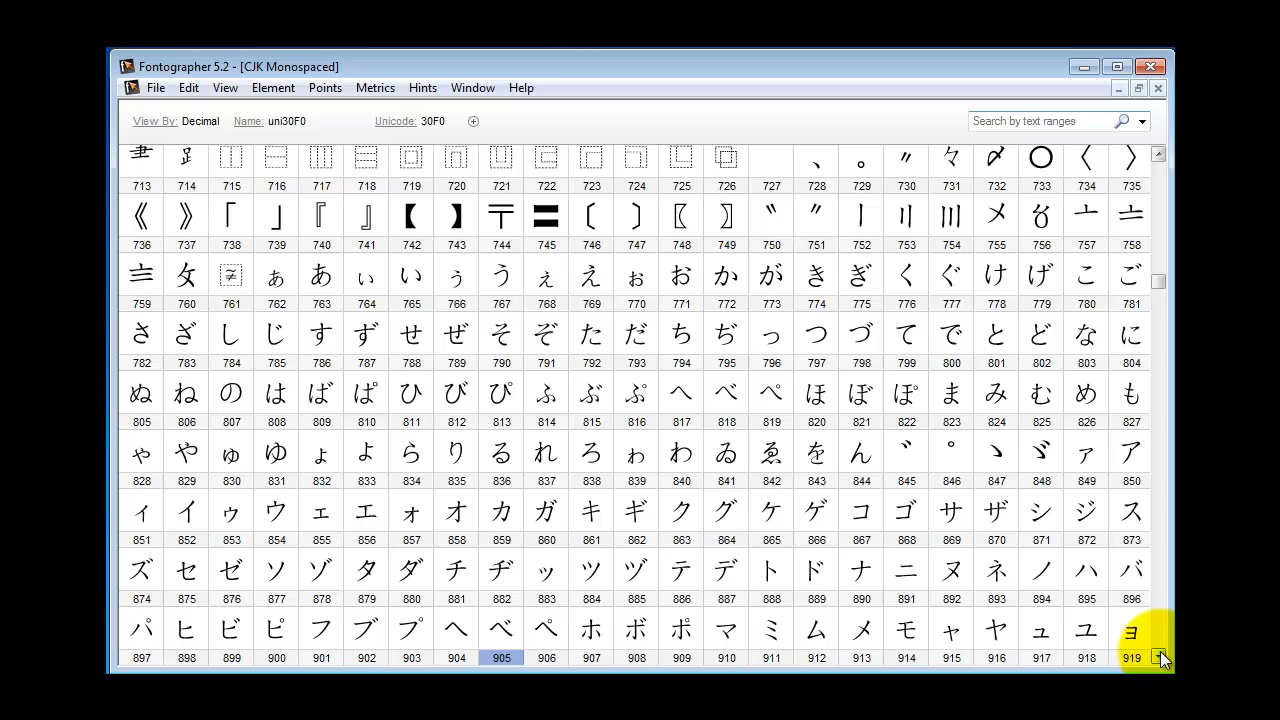 Fontographer 5.2 - [CJK Monospaced]
File Edit View Element Points Metrics Hints Window Help
View By: Decimal Name: uni30F0 Unicode: 30F0 Search by text ranges
、 。 〃 々 〆 〇 〈 〉
713 714 715 716 717 718 719 720 721 722 723 724 725 726 727 728 729 730 731 732 733 734 735
《 》 「 」 『 』 【 】 〒 〓 〔 〕 〖 〗 〝 〞 〡 〢 〣 〤 〥 〦 〧
736 737 738 739 740 741 742 743 744 745 746 747 748 749 750 751 752 753 754 755 756 757 758
〨 〩 〾 ぁ あ ぃ い ぅ う ぇ え ぉ お か が き ぎ く ぐ け げ こ ご
759 760 761 762 763 764 765 766 767 768 769 770 771 772 773 774 775 776 777 778 779 780 781
さ ざ し じ す ず せ ぜ そ ぞ た だ ち ぢ っ つ づ て で と ど な に
782 783 784 785 786 787 788 789 790 791 792 793 794 795 796 797 798 799 800 801 802 803 804
ぬ ね の は ば ぱ ひ び ぴ ふ ぶ ぷ へ べ ぺ ほ ぼ ぽ ま み む め も
805 806 807 808 809 810 811 812 813 814 815 816 817 818 819 820 821 822 823 824 825 826 827
ゃ や ゅ ゆ ょ よ ら り る れ ろ ゎ わ ゐ ゑ を ん ゛ ゜ ゝ ゞ ァ ア
828 829 830 831 832 833 834 835 836 837 838 839 840 841 842 843 844 845 846 847 848 849 850
ィ イ ゥ ウ ェ エ ォ オ カ ガ キ ギ ク グ ケ ゲ コ ゴ サ ザ シ ジ ス
851 852 853 854 855 856 857 858 859 860 861 862 863 864 865 866 867 868 869 870 871 872 873
ズ セ ゼ ソ ゾ タ ダ チ ヂ ッ ツ ヅ テ デ ト ド ナ ニ ヌ ネ ノ ハ バ
874 875 876 877 878 879 880 881 882 883 884 885 886 887 888 889 890 891 892 893 894 895 896
パ ヒ ビ ピ フ ブ プ ヘ ベ ペ ホ ボ ポ マ ミ ム メ モ ャ ヤ ュ ユ ョ
897 898 899 900 901 902 903 904 905 906 907 908 909 910 911 912 913 914 915 916 917 918 919